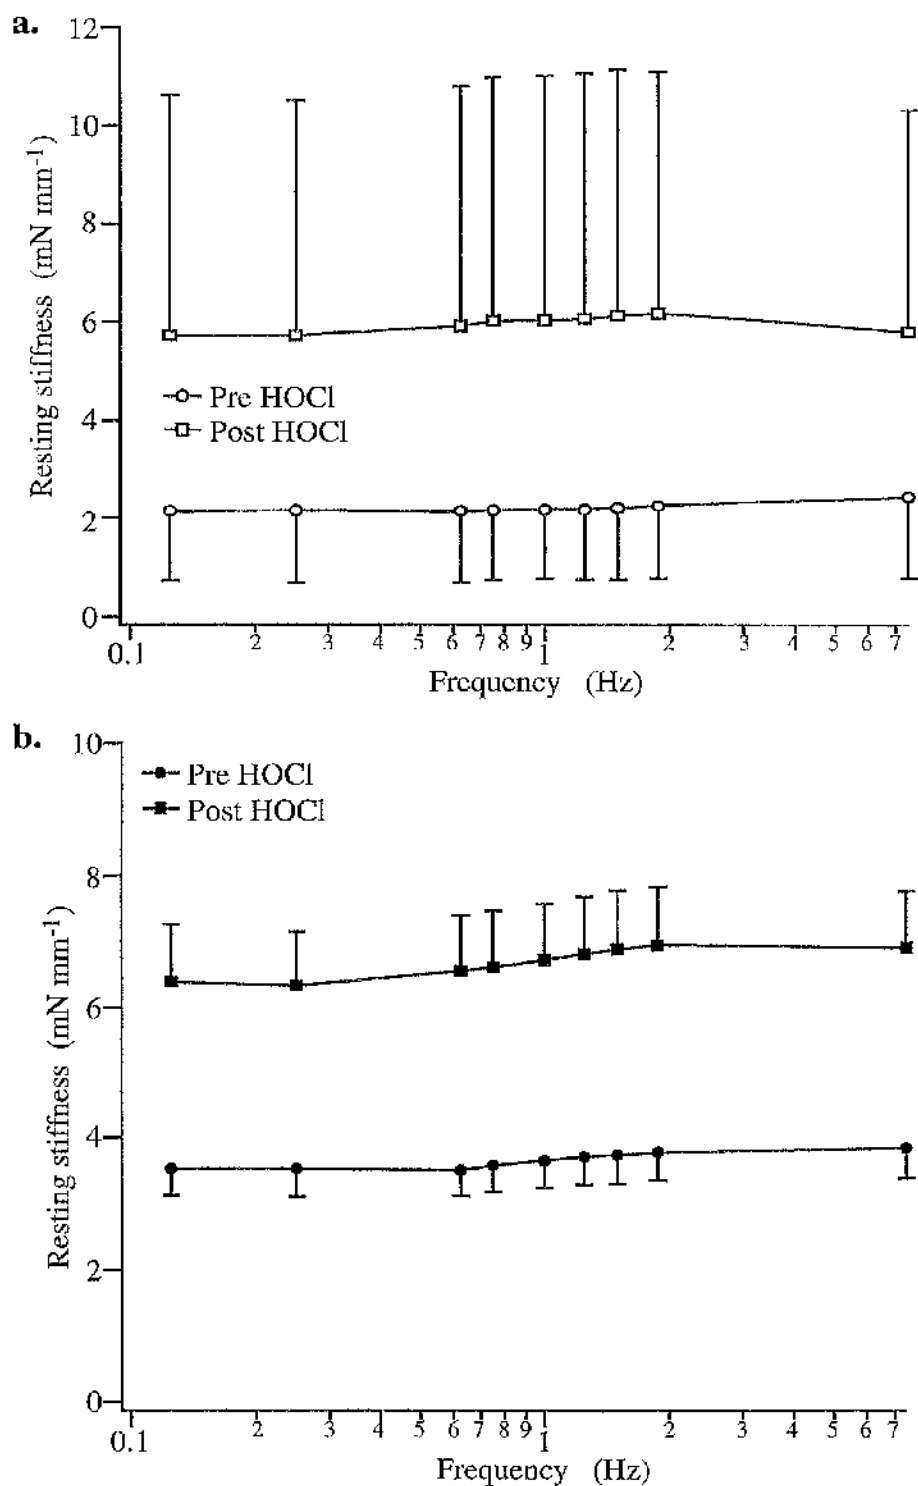 a.
12
10
8
6
4
2
0
Resting stiffness (mN mm⁻¹)
Pre HOCl
Post HOCl
0.1 2 3 4 5 6 7 8 9 1 2 3 4 5 6 7
Frequency (Hz)
b.
10
8
6
4
2
0
Resting stiffness (mN mm⁻¹)
Pre HOCl
Post HOCl
0.1 2 3 4 5 6 7 8 9 1 2 3 4 5 6 7
Frequency (Hz)